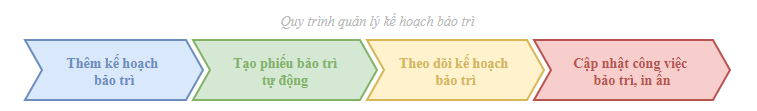 Quy trình quản lý kế hoạch bảo trì
Thêm kế hoạch
bảo trì
Tạo phiếu bảo trì
tự động
Theo dõi kế hoạch
bảo trì
Cập nhật công việc
bảo trì, in ấn